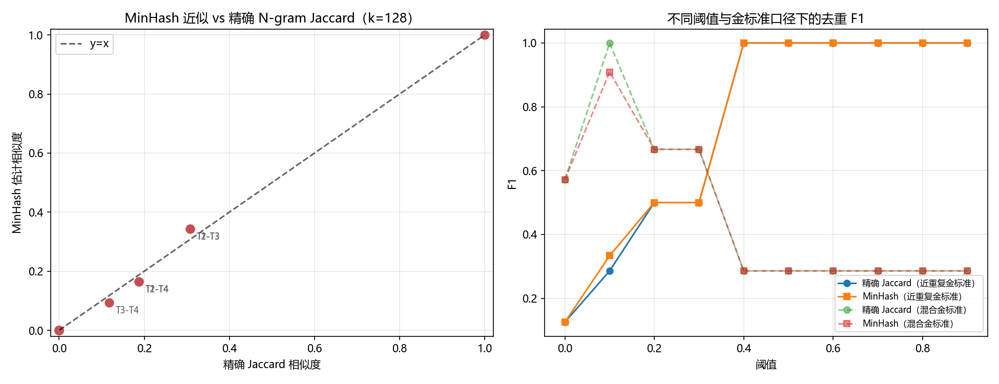 MinHash 近似 vs 精确 N-gram Jaccard（k=128）
y=x
1.0
0.8
0.6
0.4
0.2
0.0
MinHash 估计相似度
T2-T3
T2-T4
T3-T4
0.0 0.2 0.4 0.6 0.8 1.0
精确 Jaccard 相似度
不同阈值与金标准口径下的去重 F1
1.0
0.8
0.6
0.4
0.2
F1
精确 Jaccard（近重复金标准）
MinHash（近重复金标准）
精确 Jaccard（混合金标准）
MinHash（混合金标准）
0.0 0.2 0.4 0.6 0.8
阈值